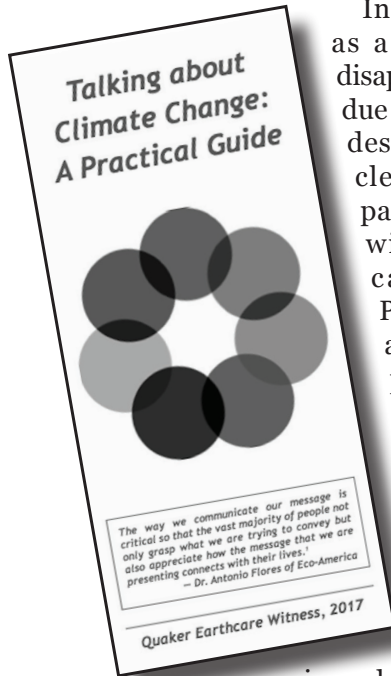 Talking about
Climate Change:
A Practical Guide
The way we communicate our message is
critical so that the vast majority of people not
only grasp what we are trying to convey but
also appreciate how the message that we are
presenting connects with their lives.'
— Dr. Antonio Flores of Eco-America
Quaker Earthcare Witness, 2017
In
as a
disap
due
des
cle
pa
wi
ca
P
a